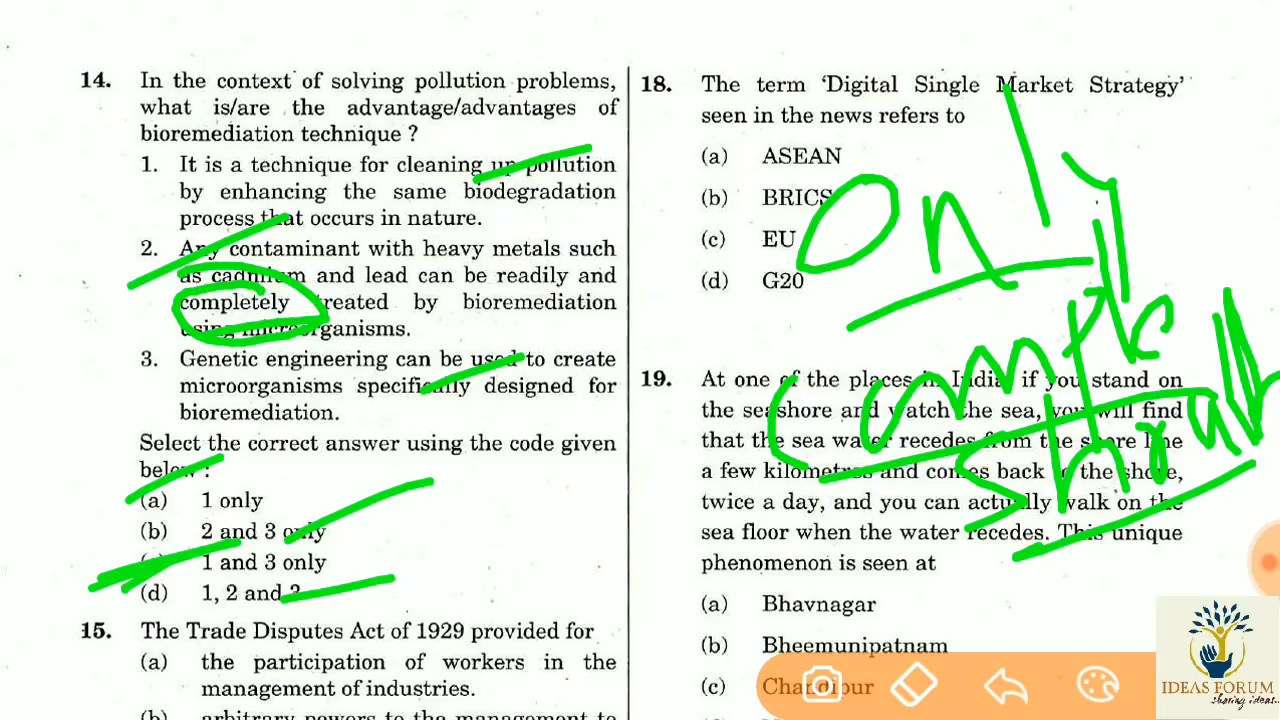 14. In the context of solving pollution problems,
what is/are the advantage/advantages of
bioremediation technique ?
1. It is a technique for cleaning up pollution
by enhancing the same biodegradation
process that occurs in nature.
2. Any contaminant with heavy metals such
as cadmium and lead can be readily and
completely treated by bioremediation
using microorganisms.
3. Genetic engineering can be used to create
microorganisms specifically designed for
bioremediation.
Select the correct answer using the code given
below :
(a) 1 only
(b) 2 and 3 only
1 and 3 only
(d) 1, 2 and 3
15. The Trade Disputes Act of 1929 provided for
(a) the participation of workers in the
management of industries.
(b) arbitrary powers to the management to
18. The term 'Digital Single Market Strategy'
seen in the news refers to
(a) ASEAN
(b) BRICS
(c) EU
(d) G20
19. At one of the places in India, if you stand on
the seashore and watch the sea, you will find
that the sea water recedes from the shore line
a few kilometres and comes back to the shore,
twice a day, and you can actually walk on the
sea floor when the water recedes. This unique
phenomenon is seen at
(a) Bhavnagar
(b) Bheemunipatnam
(c) Chandipur
Only
IDEAS FORUM
sharing ideas